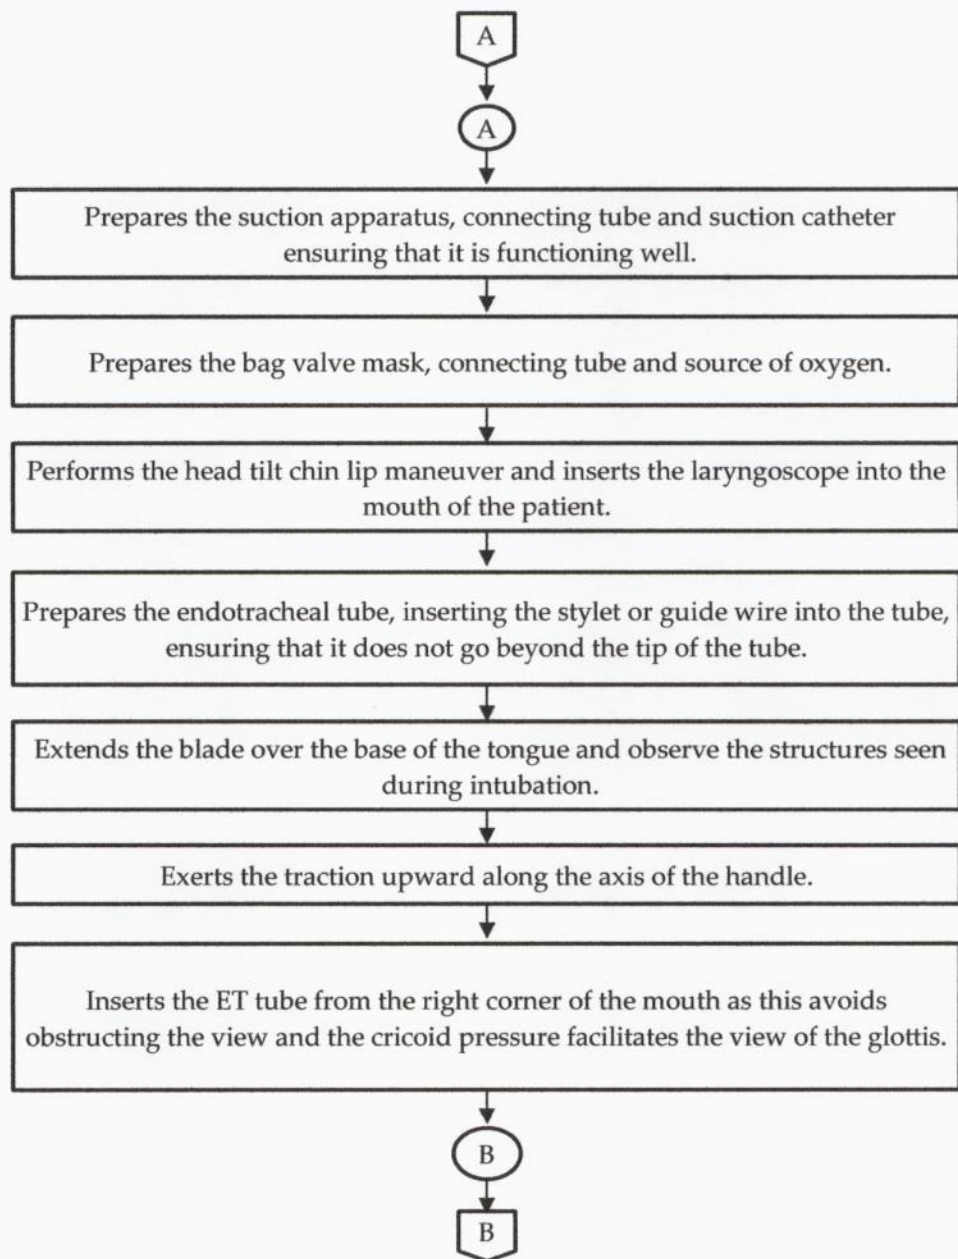 A
A
Prepares the suction apparatus, connecting tube and suction catheter
ensuring that it is functioning well.
Prepares the bag valve mask, connecting tube and source of oxygen.
Performs the head tilt chin lip maneuver and inserts the laryngoscope into the
mouth of the patient.
Prepares the endotracheal tube, inserting the stylet or guide wire into the tube,
ensuring that it does not go beyond the tip of the tube.
Extends the blade over the base of the tongue and observe the structures seen
during intubation.
Exerts the traction upward along the axis of the handle.
Inserts the ET tube from the right corner of the mouth as this avoids
obstructing the view and the cricoid pressure facilitates the view of the glottis.
B
B